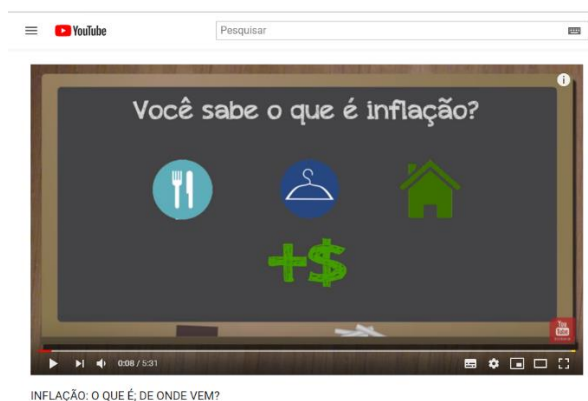 YouTube
Pesquisar
Você sabe o que é inflação?
+$
0:08 / 5:31
INFLAÇÃO: O QUE É; DE ONDE VEM?